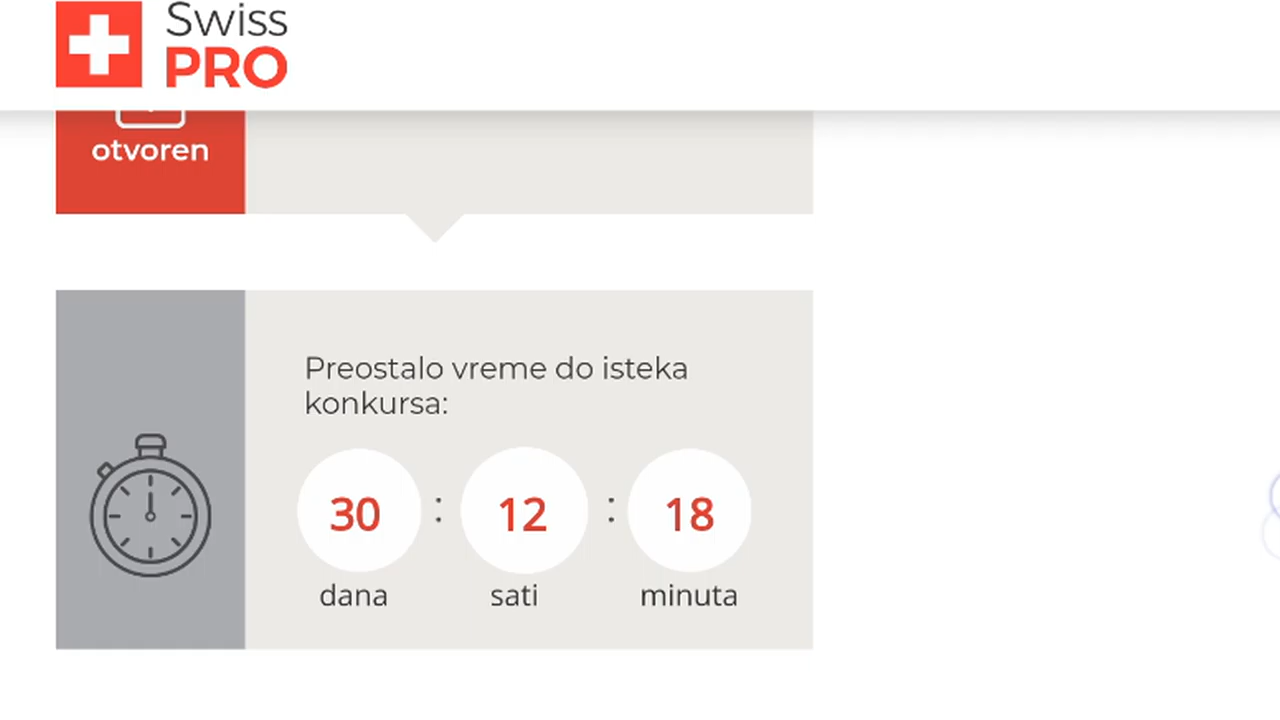 Swiss
PRO
otvoren
Preostalo vreme do isteka
konkursa:
30 : 12 : 18
dana sati minuta